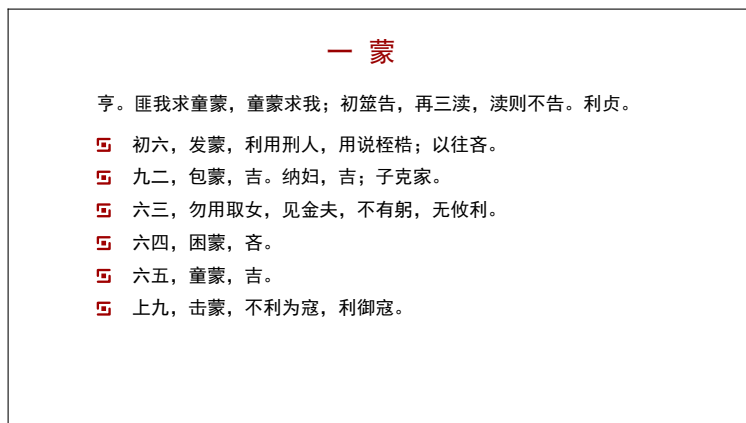 一 蒙
亨。匪我求童蒙，童蒙求我；初筮告，再三渎，渎则不告。利贞。
初六，发蒙，利用刑人，用说桎梏；以往吝。
九二，包蒙，吉。纳妇，吉；子克家。
六三，勿用取女，见金夫，不有躬，无攸利。
六四，困蒙，吝。
六五，童蒙，吉。
上九，击蒙，不利为寇，利御寇。